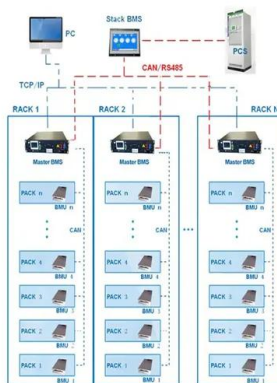 PC
Stack BMS
PCS
CAN/RS485
TCP/IP
RACK 1
RACK 2
RACK N
Master BMS
Master BMS
Master BMS
PACK n
BMU n
PACK n
BMU n
PACK n
BMU n
CAN
CAN
CAN
PACK 4
BMU 4
PACK 4
BMU 4
PACK 4
BMU 4
PACK 3
BMU 3
PACK 3
BMU 3
PACK 3
BMU 3
PACK 2
BMU 2
PACK 2
BMU 2
PACK 2
BMU 2
PACK 1
BMU 1
PACK 1
BMU 1
PACK 1
BMU 1